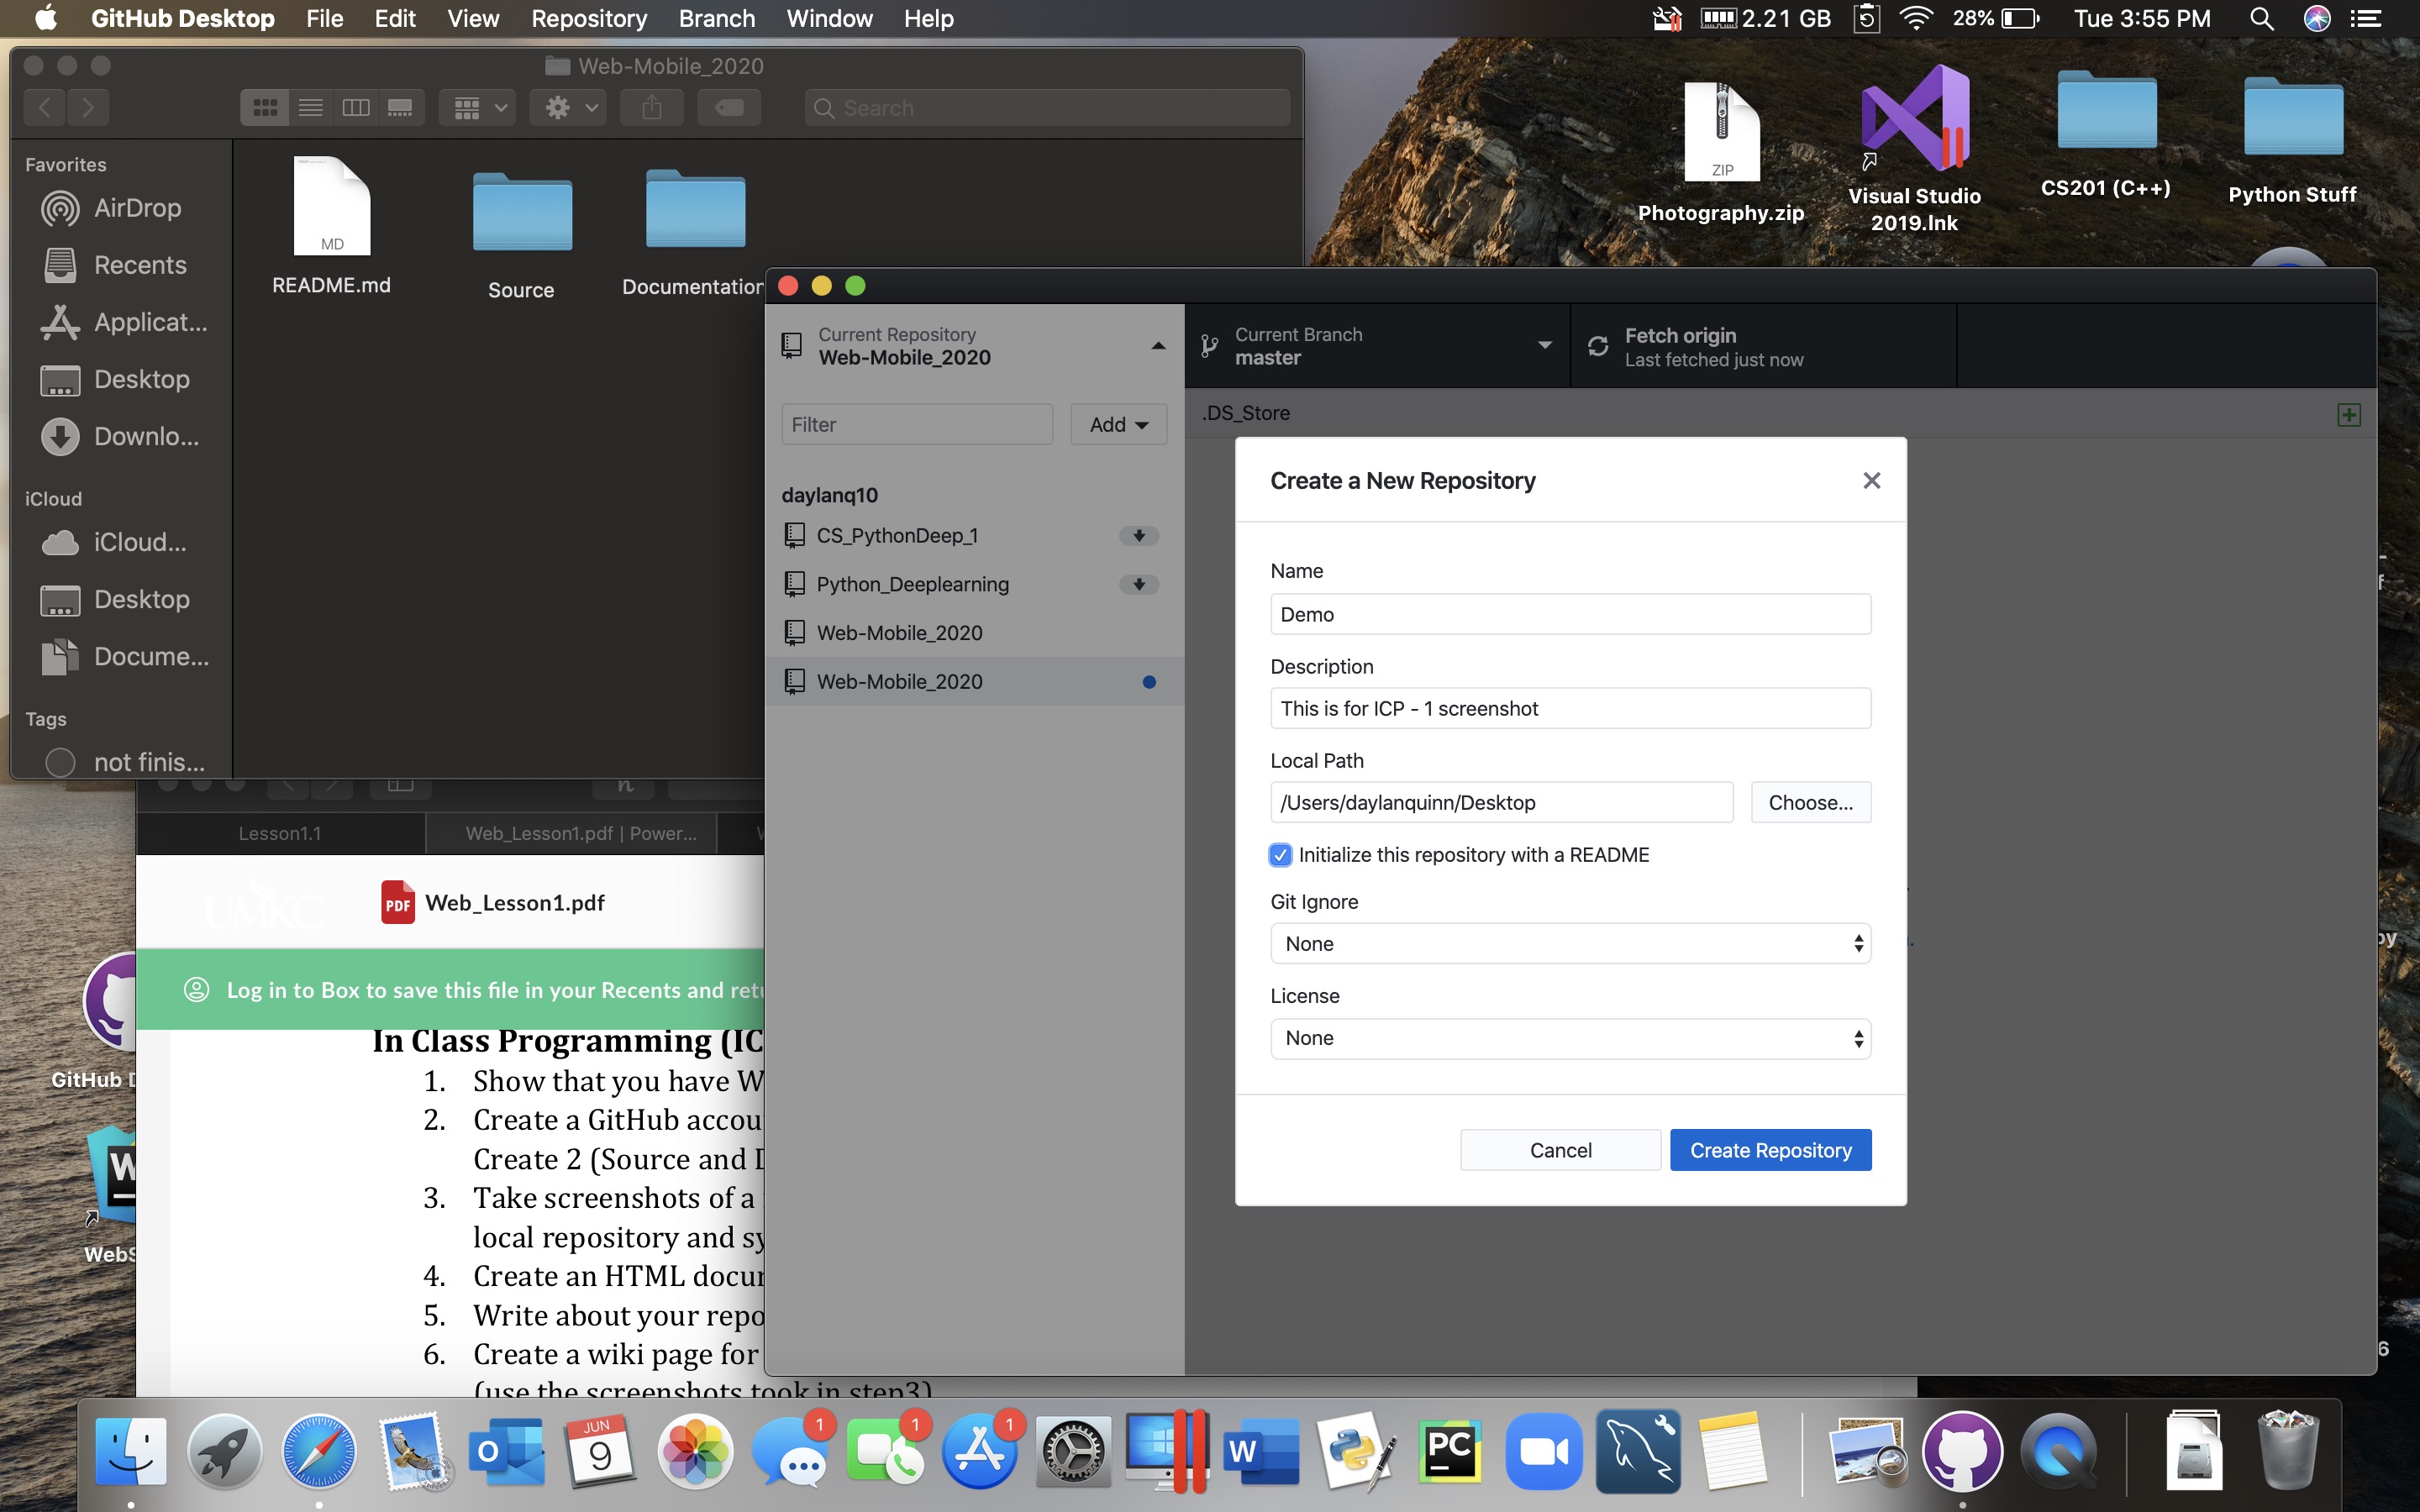 GitHub Desktop File Edit View Repository Branch Window Help 2.21 GB 28% Tue 3:55 PM
Web-Mobile_2020
Search
Favorites
AirDrop
Recents
Applicat...
Desktop
Downlo...
iCloud
iCloud...
Desktop
Docume...
Tags
not finis...
MD
README.md
Source
Documentation
ZIP
Photography.zip
Visual Studio
2019.lnk
CS201 (C++)
Python Stuff
Current Repository
Web-Mobile_2020
Current Branch
master
Fetch origin
Last fetched just now
Filter
Add
.DS_Store
daylanq10
CS_PythonDeep_1
Python_Deeplearning
Web-Mobile_2020
Web-Mobile_2020
Create a New Repository
Name
Demo
Description
This is for ICP - 1 screenshot
Local Path
/Users/daylanquinn/Desktop
Choose...
Initialize this repository with a README
Git Ignore
None
License
None
Cancel
Create Repository
Lesson1.1
Web_Lesson1.pdf | Power...
UMKC
PDF
Web_Lesson1.pdf
Log in to Box to save this file in your Recents and retu
In Class Programming (IC
1. Show that you have W
2. Create a GitHub accou
Create 2 (Source and D
3. Take screenshots of a
local repository and sy
4. Create an HTML docu
5. Write about your repo
6. Create a wiki page for
(use the screenshots took in step3)
GitHub D
WebS
JUN
9
1
1
1
W
PC